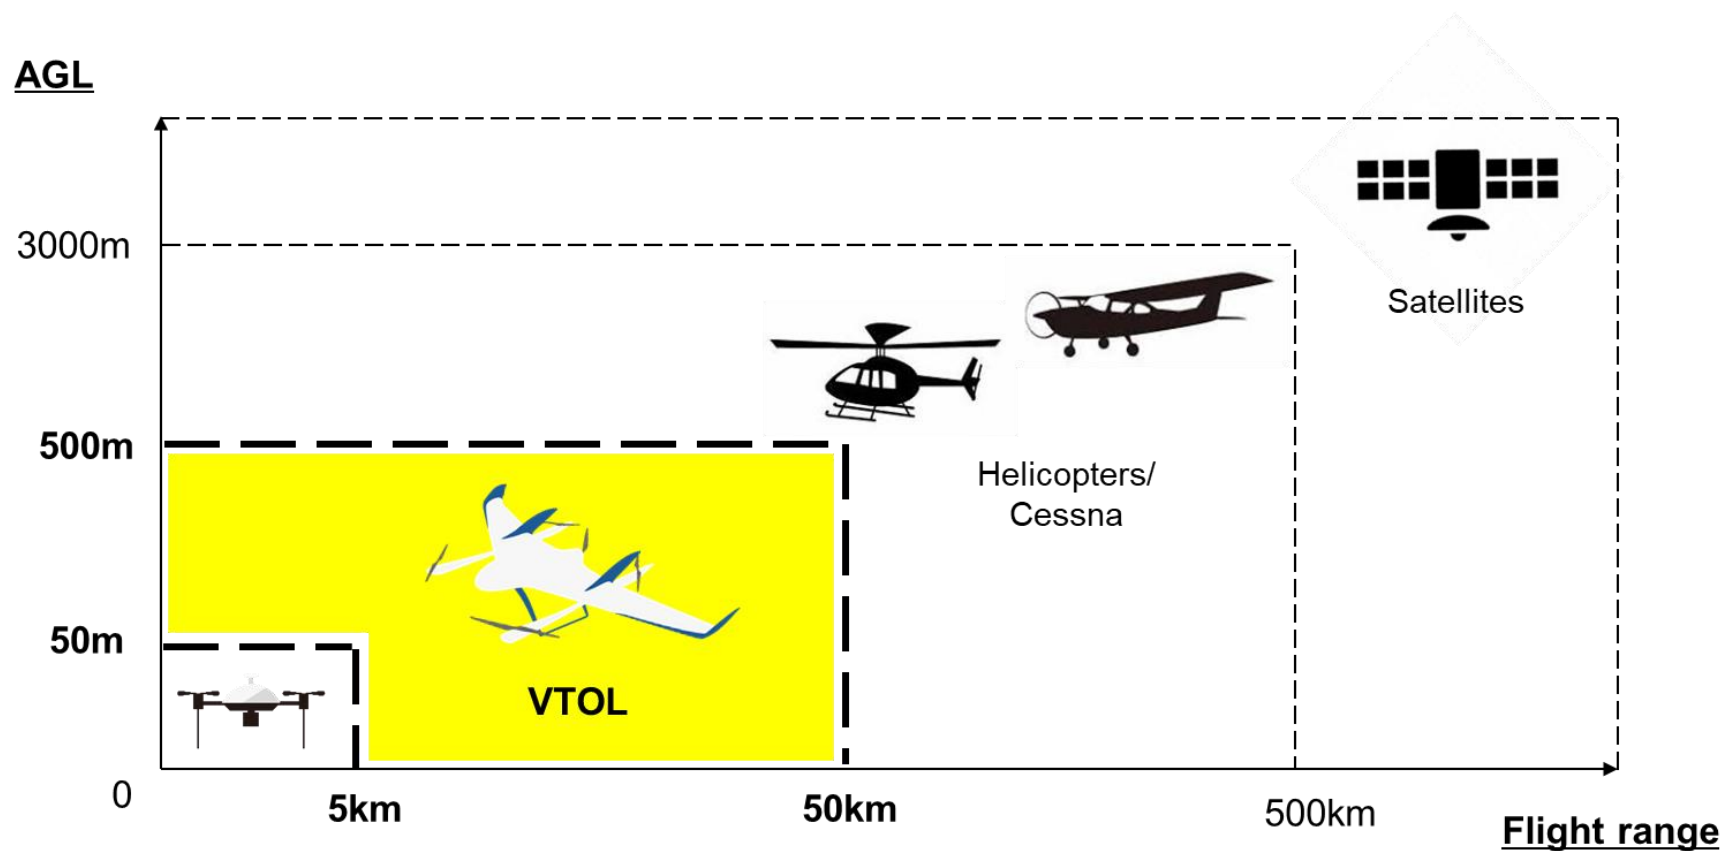 AGL
3000m
Satellites
500m
Helicopters/
Cessna
50m
VTOL
0
5km
50km
500km
Flight range